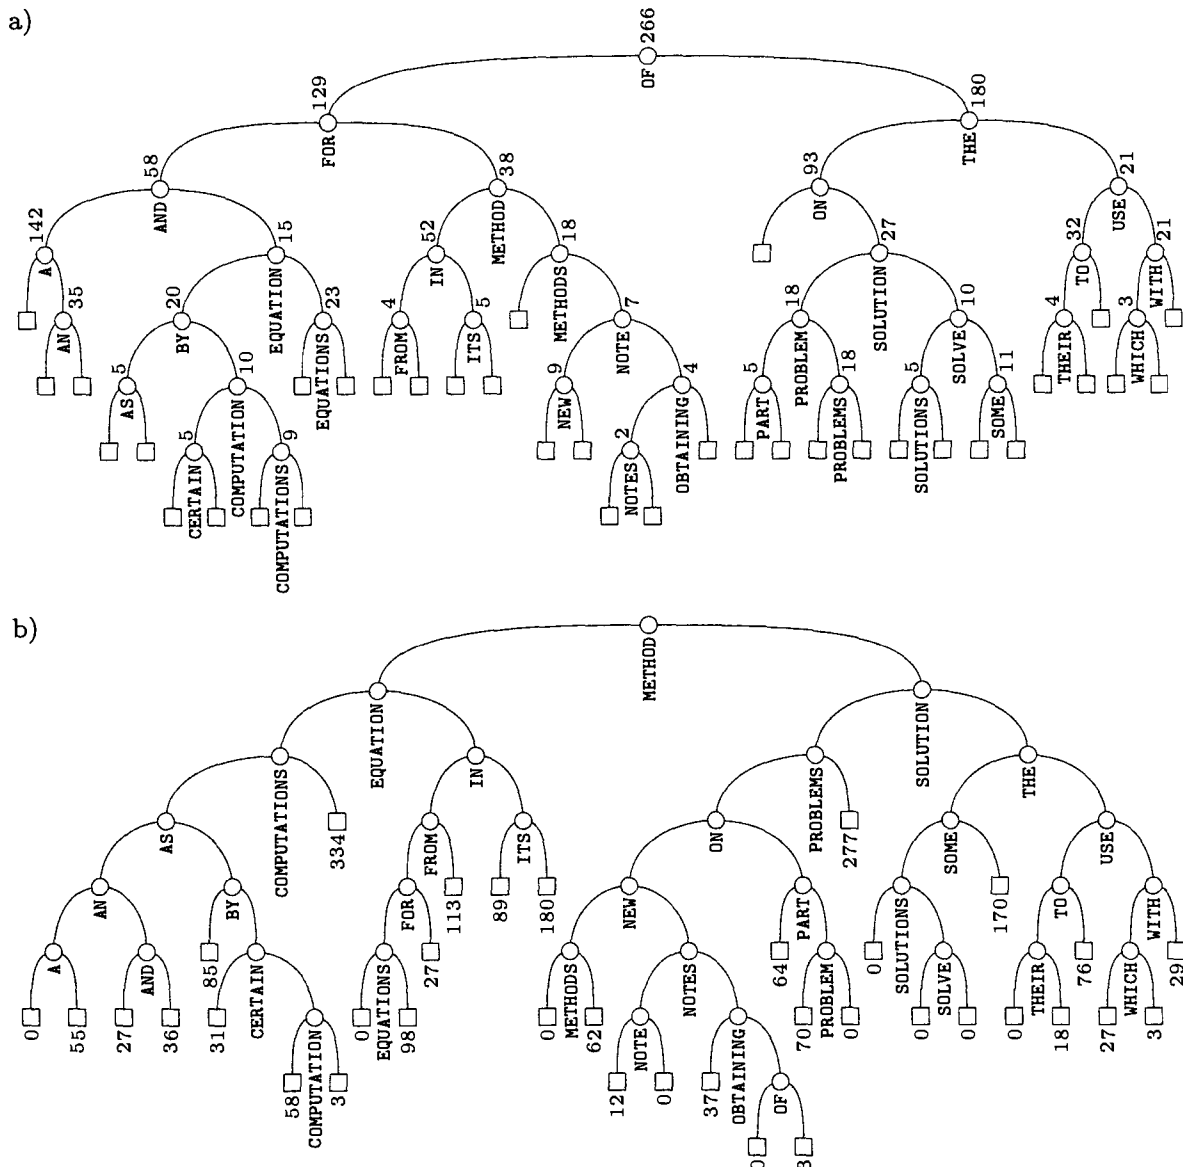 a)
266
OF
129
FOR
180
THE
58
AND
38
METHOD
93
ON
21
USE
142
A
15
EQUATION
52
IN
18
METHODS
27
SOLUTION
32
TO
21
WITH
35
AN
20
BY
23
EQUATIONS
4
FROM
5
ITS
7
NOTE
18
PROBLEM
10
SOLVE
4
THEIR
3
WHICH
5
AS
10
COMPUTATION
9
NEW
4
OBTAINING
5
PART
18
PROBLEMS
5
SOLUTIONS
11
SOME
5
CERTAIN
9
COMPUTATIONS
2
NOTES
b)
METHOD
EQUATION
SOLUTION
COMPUTATIONS
IN
PROBLEMS
THE
AS
334
FROM
ITS
ON
277
SOME
USE
AN
BY
FOR
113
89
180
NEW
PART
SOLUTIONS
170
TO
WITH
A
AND
85
CERTAIN
EQUATIONS
27
METHODS
NOTES
64
PROBLEM
0
SOLVE
THEIR
76
WHICH
29
0
55
27
36
31
COMPUTATION
0
98
0
62
NOTE
OBTAINING
70
0
0
0
0
18
27
3
58
3
12
0
37
OF